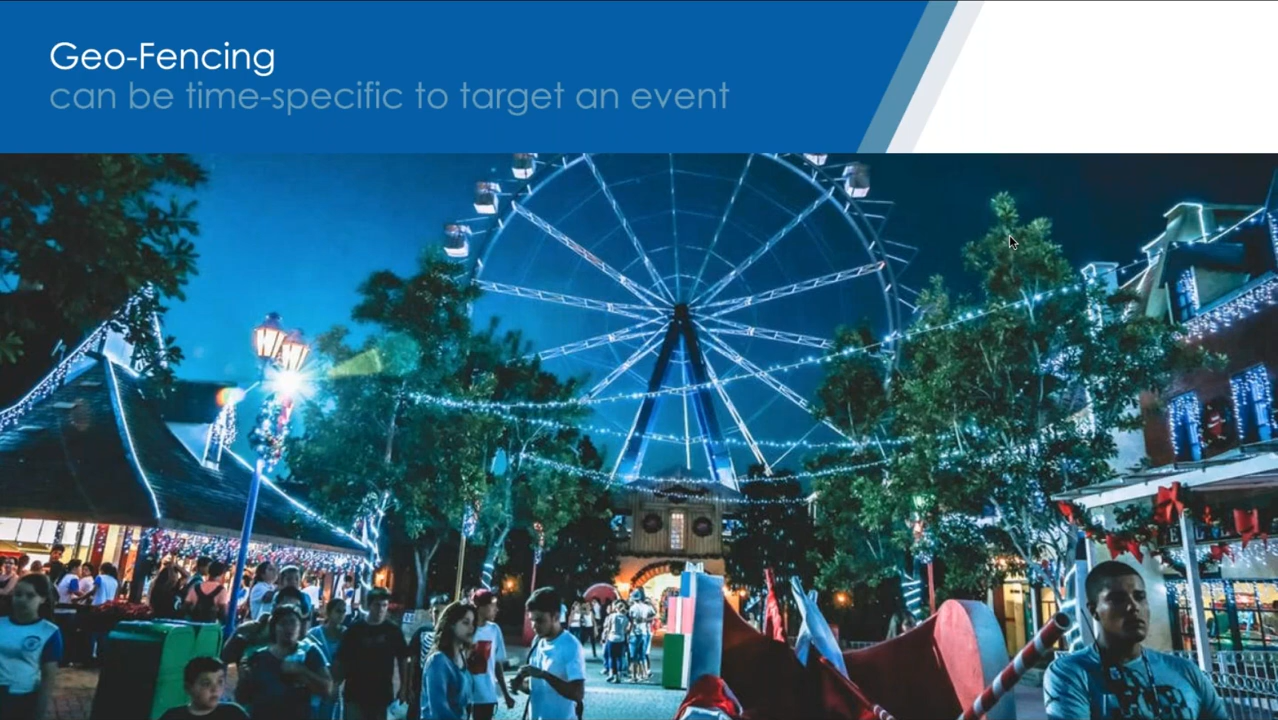 Geo-Fencing
can be time-specific to target an event